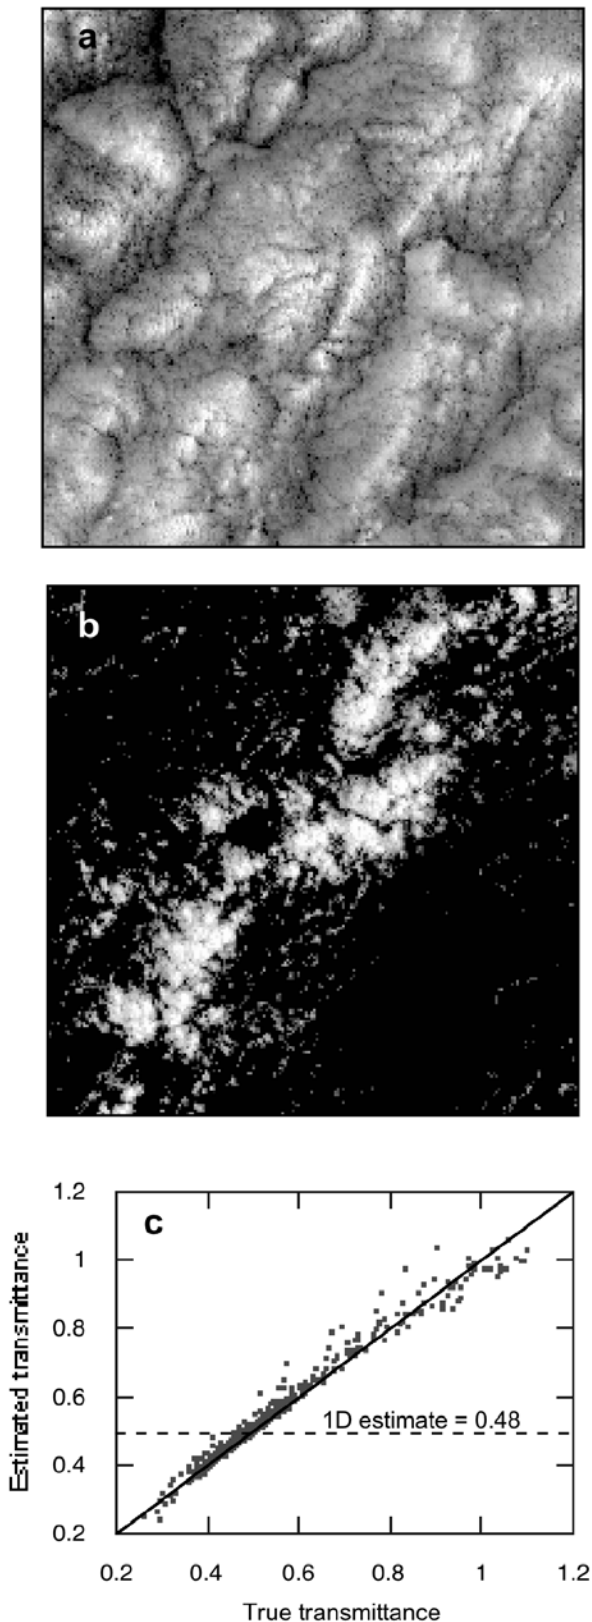 a
b
c
1.2
1
0.8
0.6
0.4
0.2
Estimated transmittance
1D estimate = 0.48
0.2 0.4 0.6 0.8 1 1.2
True transmittance